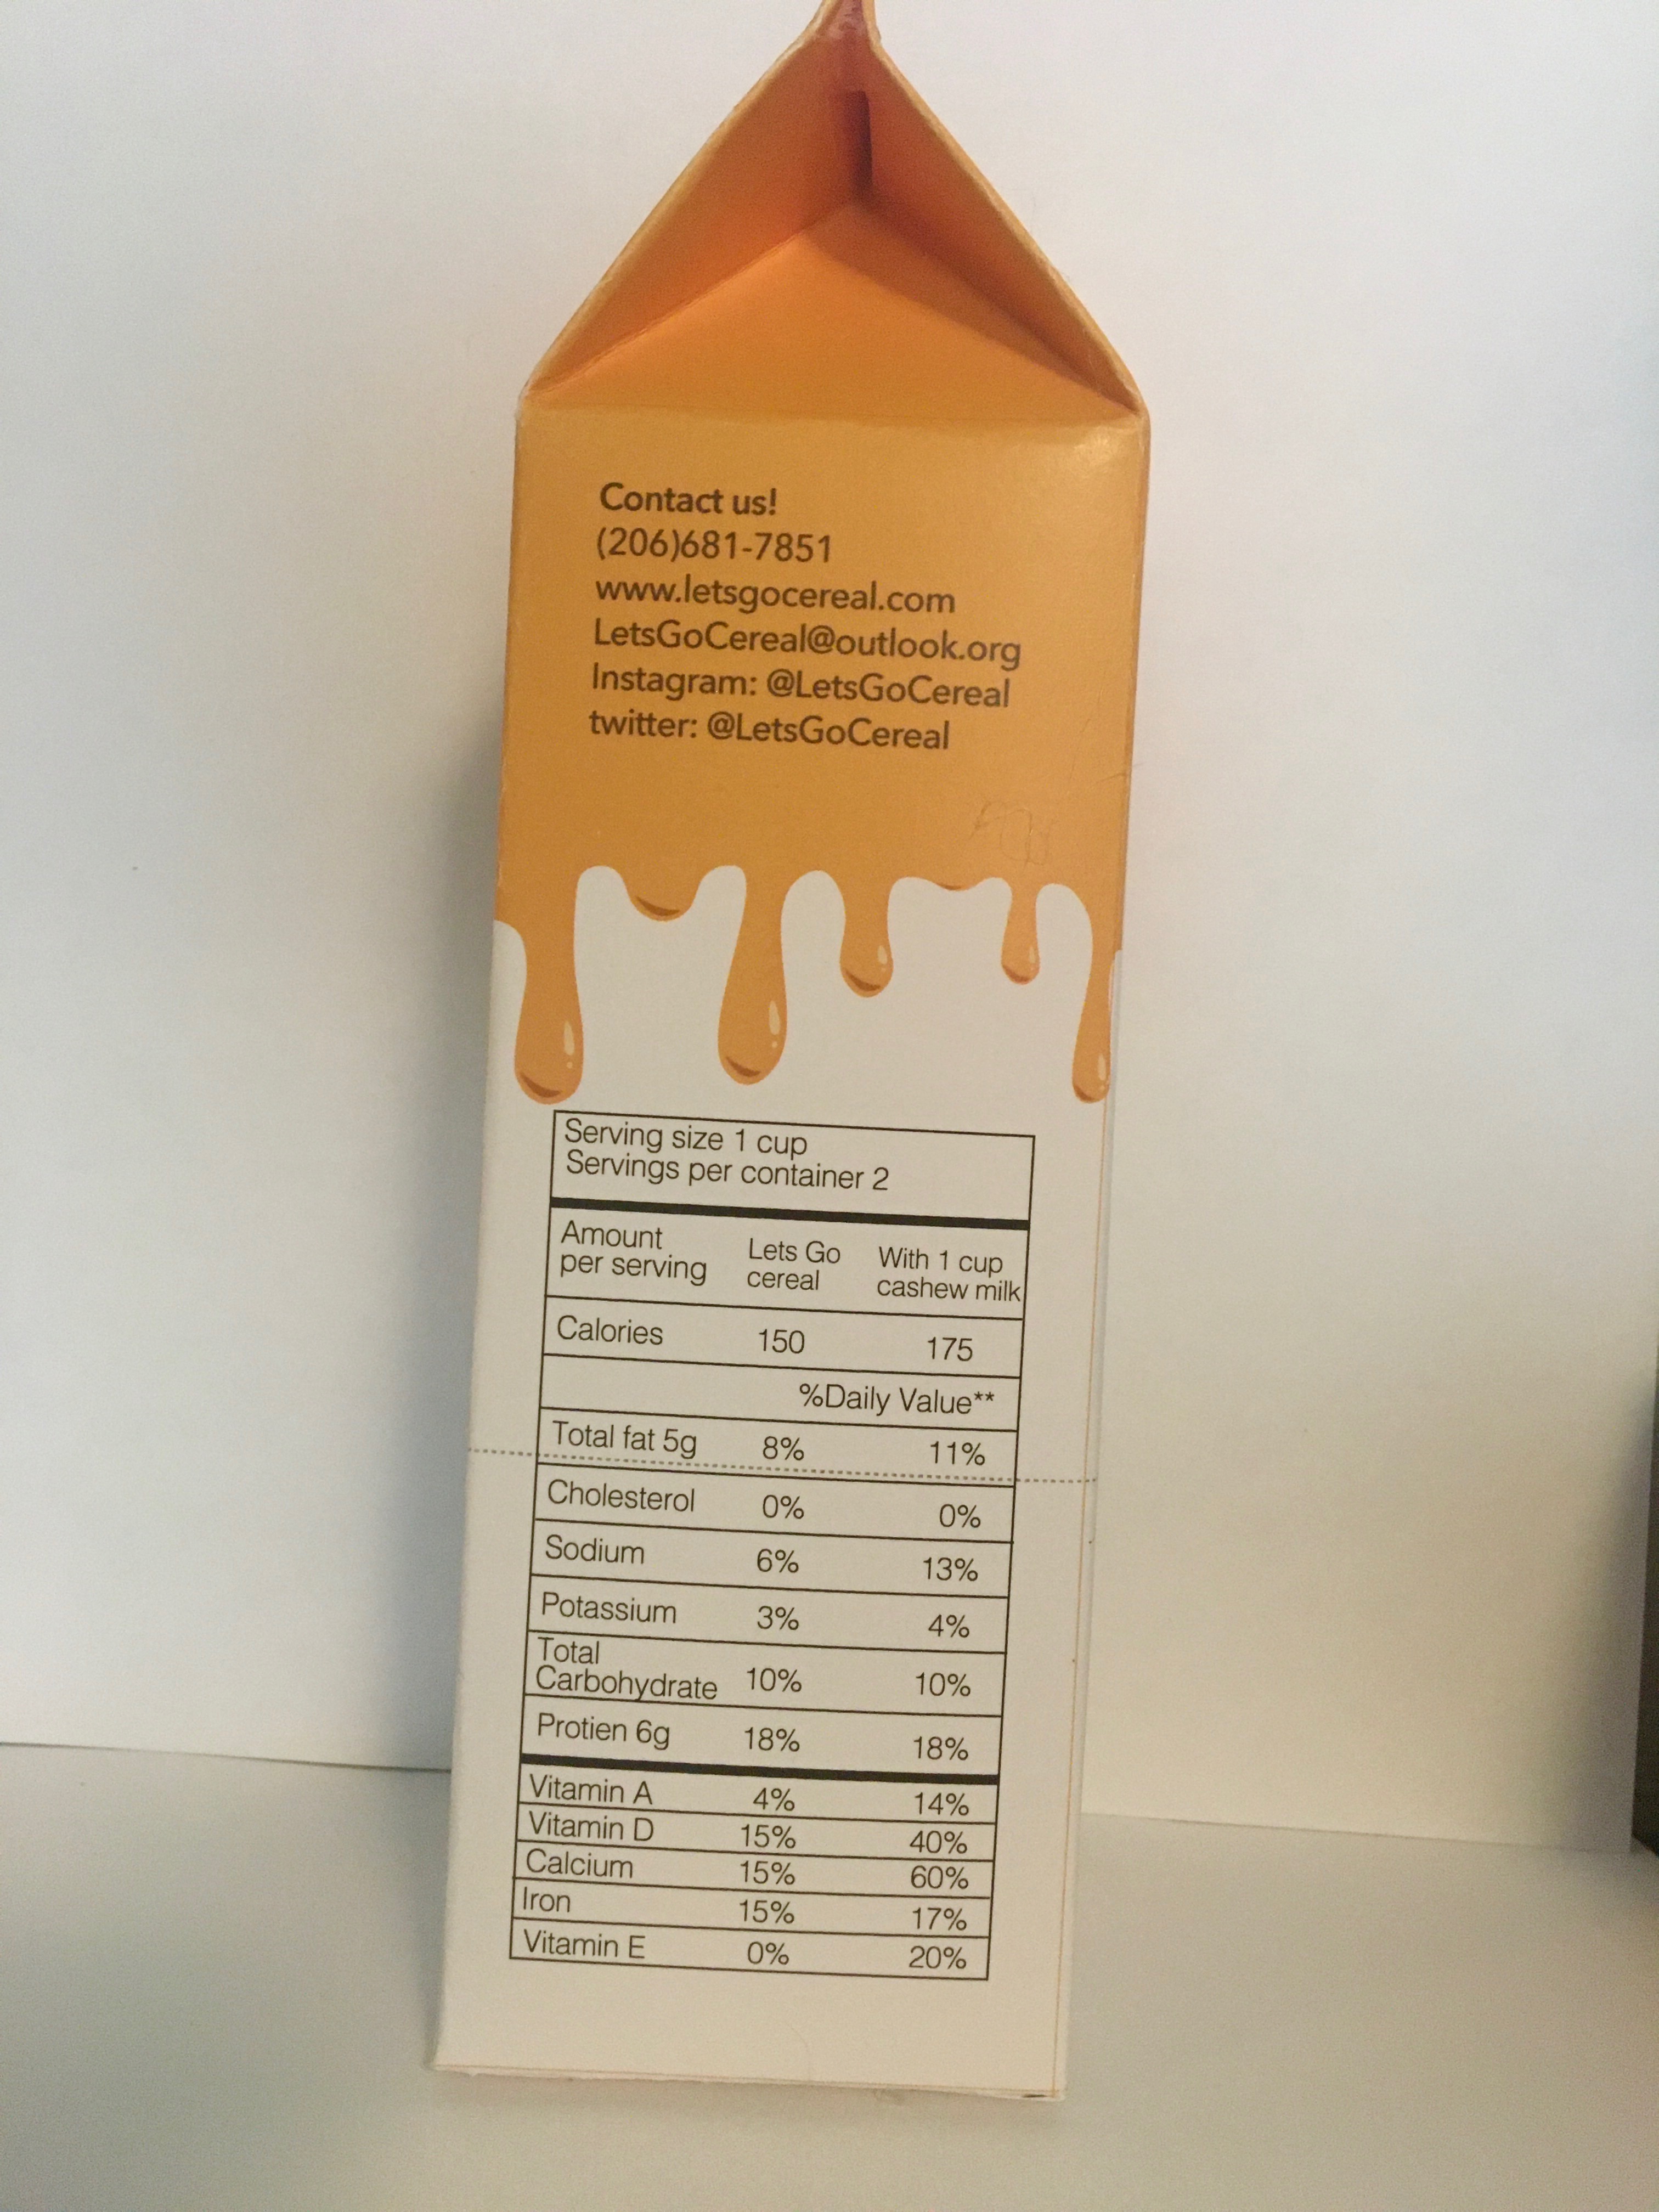 Contact us!
(206)681-7851
www.letsgocereal.com
LetsGoCereal@outlook.org
Instagram: @LetsGoCereal
twitter: @LetsGoCereal
Serving size 1 cup
Servings per container 2
Amount per serving Lets Go cereal With 1 cup cashew milk
Calories 150 175
%Daily Value**
Total fat 5g 8% 11%
Cholesterol 0% 0%
Sodium 6% 13%
Potassium 3% 4%
Total Carbohydrate 10% 10%
Protien 6g 18% 18%
Vitamin A 4% 14%
Vitamin D 15% 40%
Calcium 15% 60%
Iron 15% 17%
Vitamin E 0% 20%